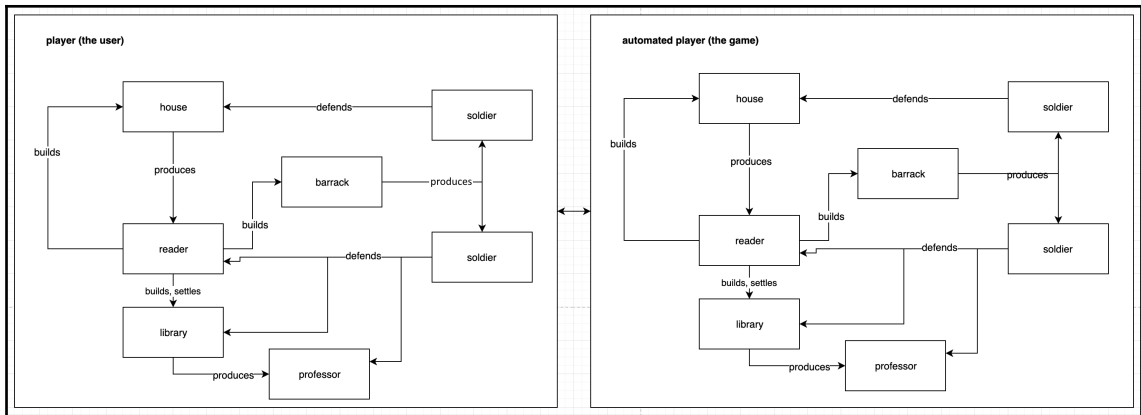 player (the user)
house
defends
soldier
builds
produces
barrack
produces
builds
reader
defends
soldier
builds, settles
library
produces
professor
automated player (the game)
house
defends
soldier
builds
produces
barrack
produces
builds
reader
defends
soldier
builds, settles
library
produces
professor